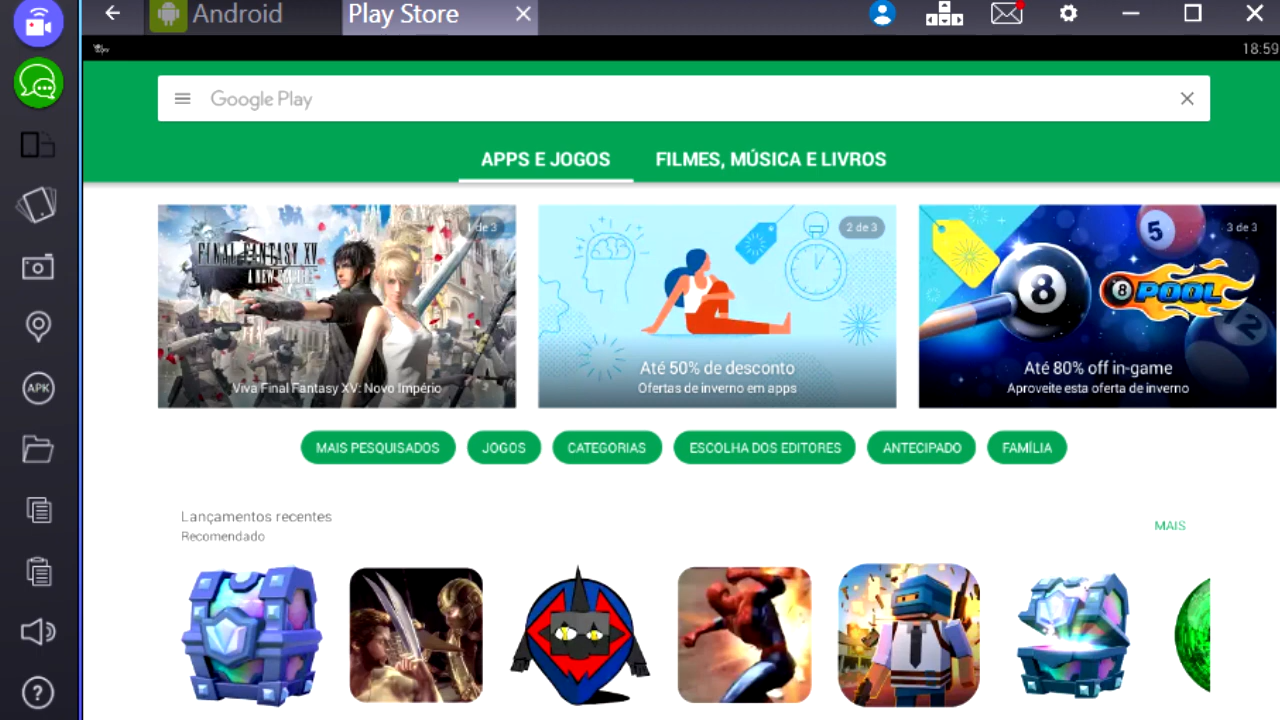 Android
Play Store
18:59
Google Play
APPS E JOGOS
FILMES, MÚSICA E LIVROS
FINAL FANTASY XV
1 de 3
A NEW EMPIRE
Viva Final Fantasy XV: Novo Império
2 de 3
Até 50% de desconto
Ofertas de inverno em apps
3 de 3
5
8
8
POOL
12
Até 80% off in-game
Aproveite esta oferta de inverno
APK
MAIS PESQUISADOS
JOGOS
CATEGORIAS
ESCOLHA DOS EDITORES
ANTECIPADO
FAMÍLIA
Lançamentos recentes
MAIS
Recomendado
?